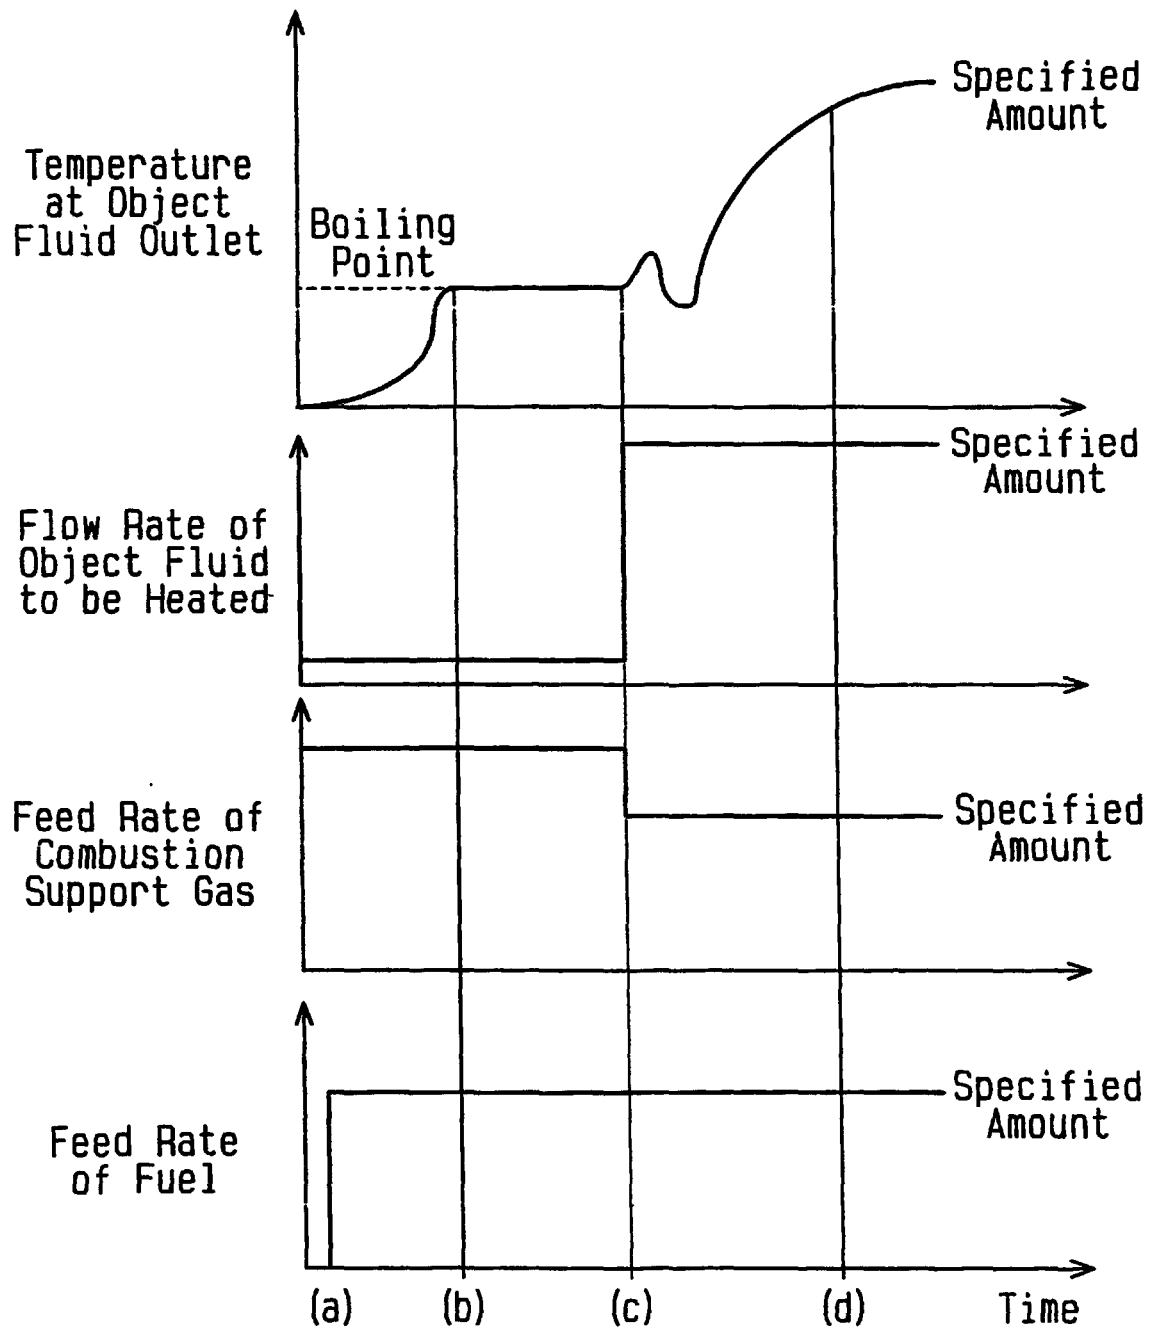 Specified
Amount
Temperature
at Object
Fluid Outlet
Boiling
Point
Specified
Amount
Flow Rate of
Object Fluid
to be Heated
Specified
Amount
Feed Rate of
Combustion
Support Gas
Specified
Amount
Feed Rate
of Fuel
(a) (b) (c) (d) Time